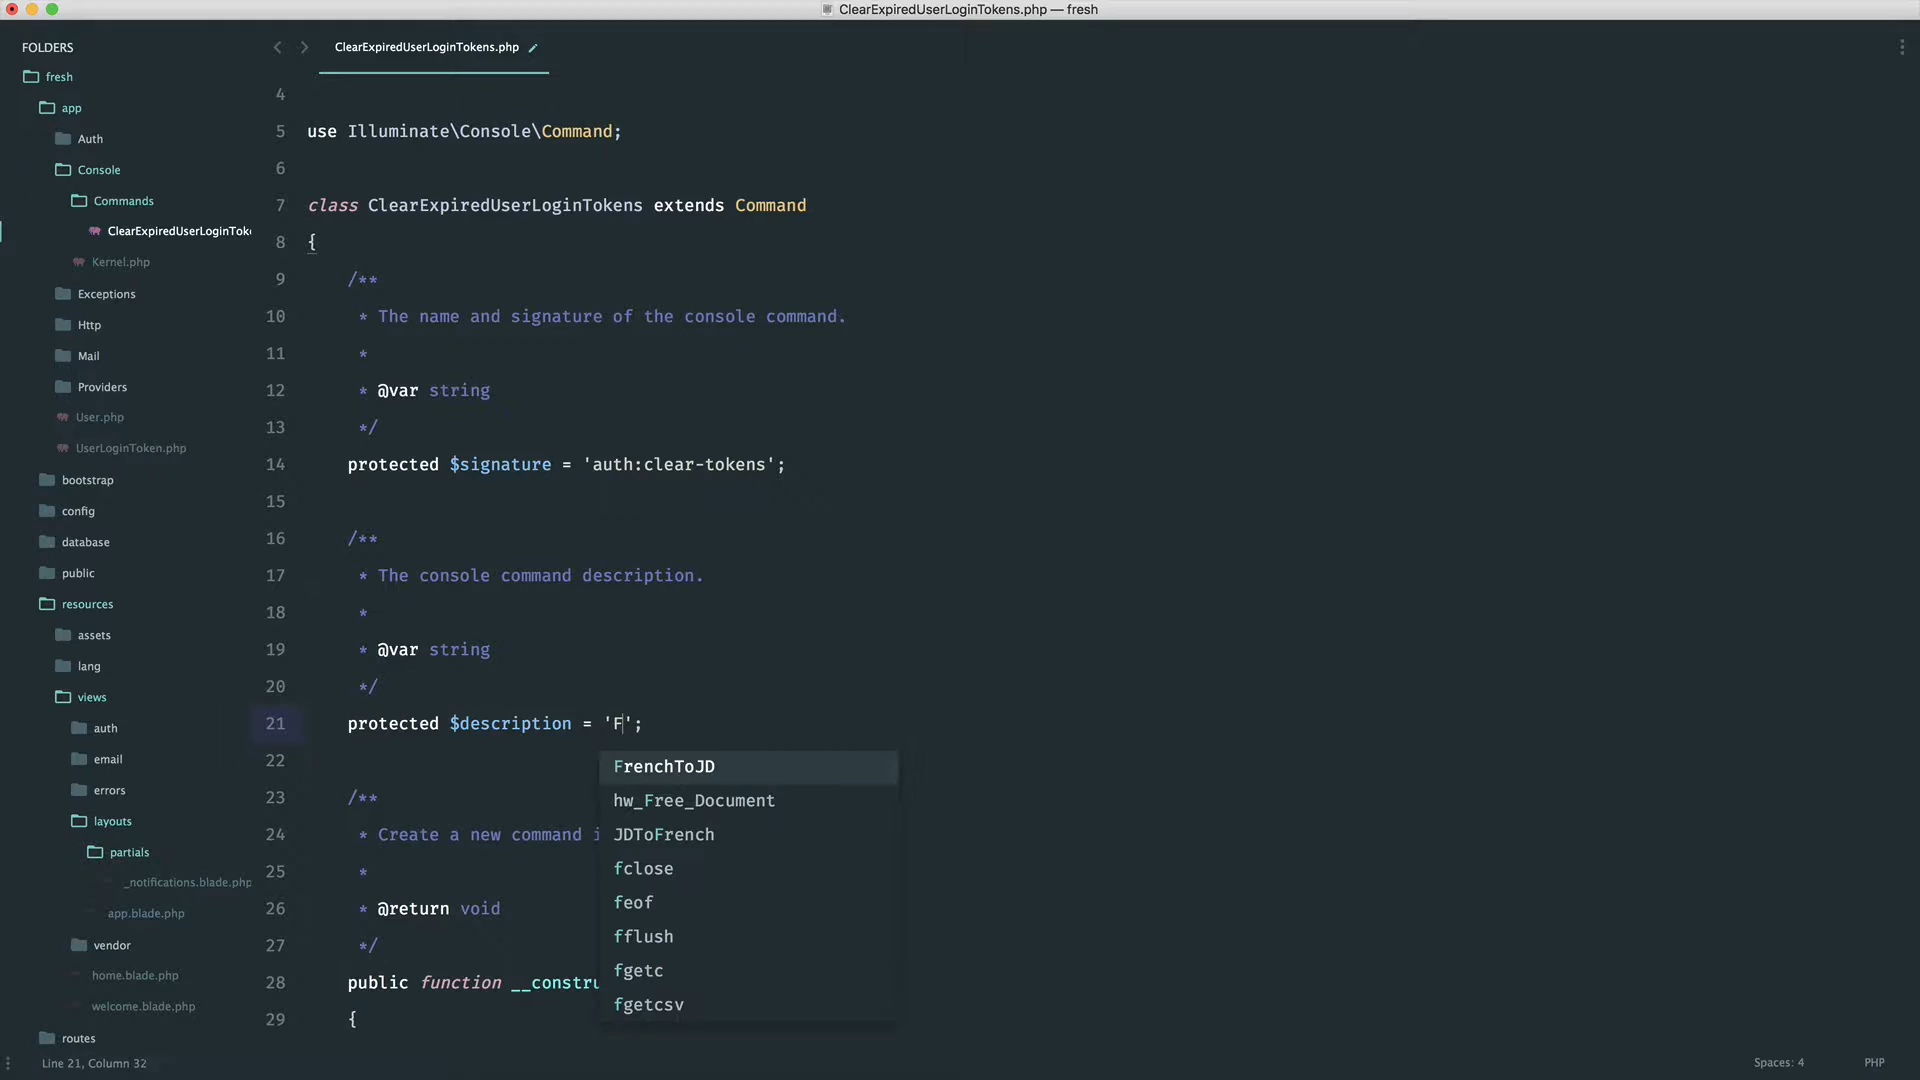 ClearExpiredUserLoginTokens.php — fresh
FOLDERS
fresh
app
Auth
Console
Commands
ClearExpiredUserLoginToke
Kernel.php
Exceptions
Http
Mail
Providers
User.php
UserLoginToken.php
bootstrap
config
database
public
resources
assets
lang
views
auth
email
errors
layouts
partials
_notifications.blade.php
app.blade.php
vendor
home.blade.php
welcome.blade.php
routes
ClearExpiredUserLoginTokens.php
4
5 use Illuminate\Console\Command;
6
7 class ClearExpiredUserLoginTokens extends Command
8 {
9 /**
10 * The name and signature of the console command.
11 *
12 * @var string
13 */
14 protected $signature = 'auth:clear-tokens';
15
16 /**
17 * The console command description.
18 *
19 * @var string
20 */
21 protected $description = 'F';
22
23 /**
24 * Create a new command i
25 *
26 * @return void
27 */
28 public function __constru
29 {
FrenchToJD
hw_Free_Document
JDToFrench
fclose
feof
fflush
fgetc
fgetcsv
Line 21, Column 32
Spaces: 4
PHP